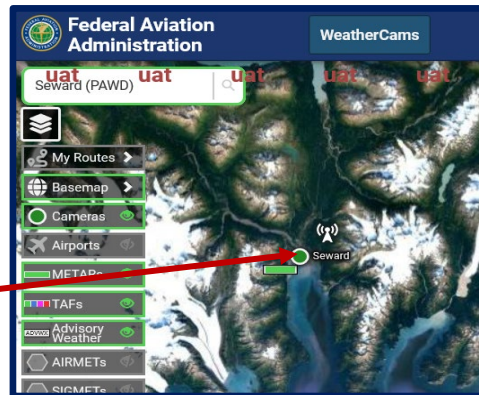 Federal Aviation
Administration
WeatherCams
uat uat uat uat uat
Seward (PAWD)
My Routes
Basemap
Cameras
Airports
Seward
METARs
TAFs
Advisory
Weather
AIRMETs
SIGMETs